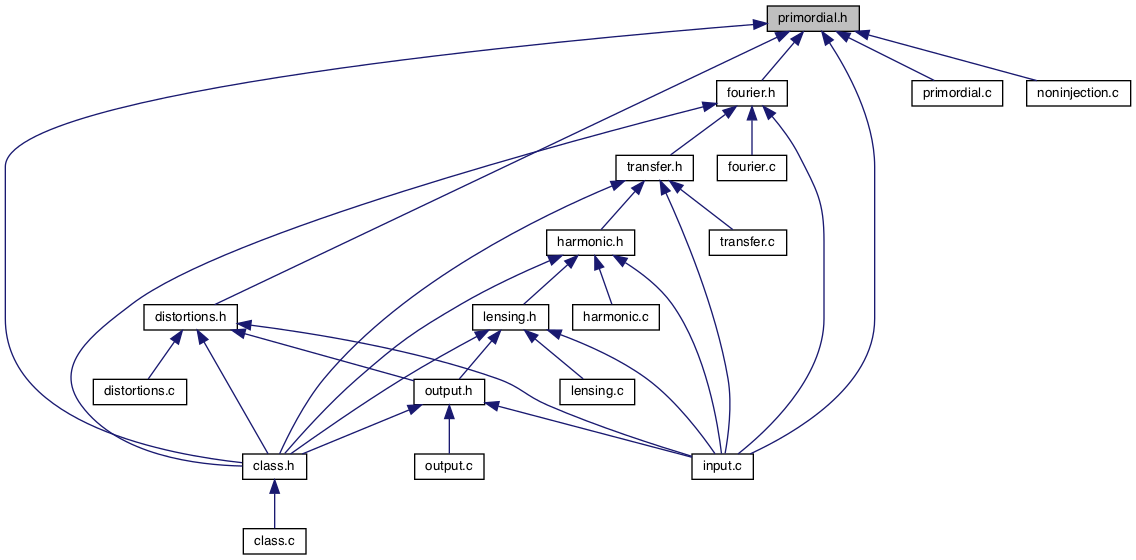 primordial.h
fourier.h
primordial.c
noninjection.c
transfer.h
fourier.c
harmonic.h
transfer.c
distortions.h
lensing.h
harmonic.c
distortions.c
output.h
lensing.c
class.h
output.c
input.c
class.c